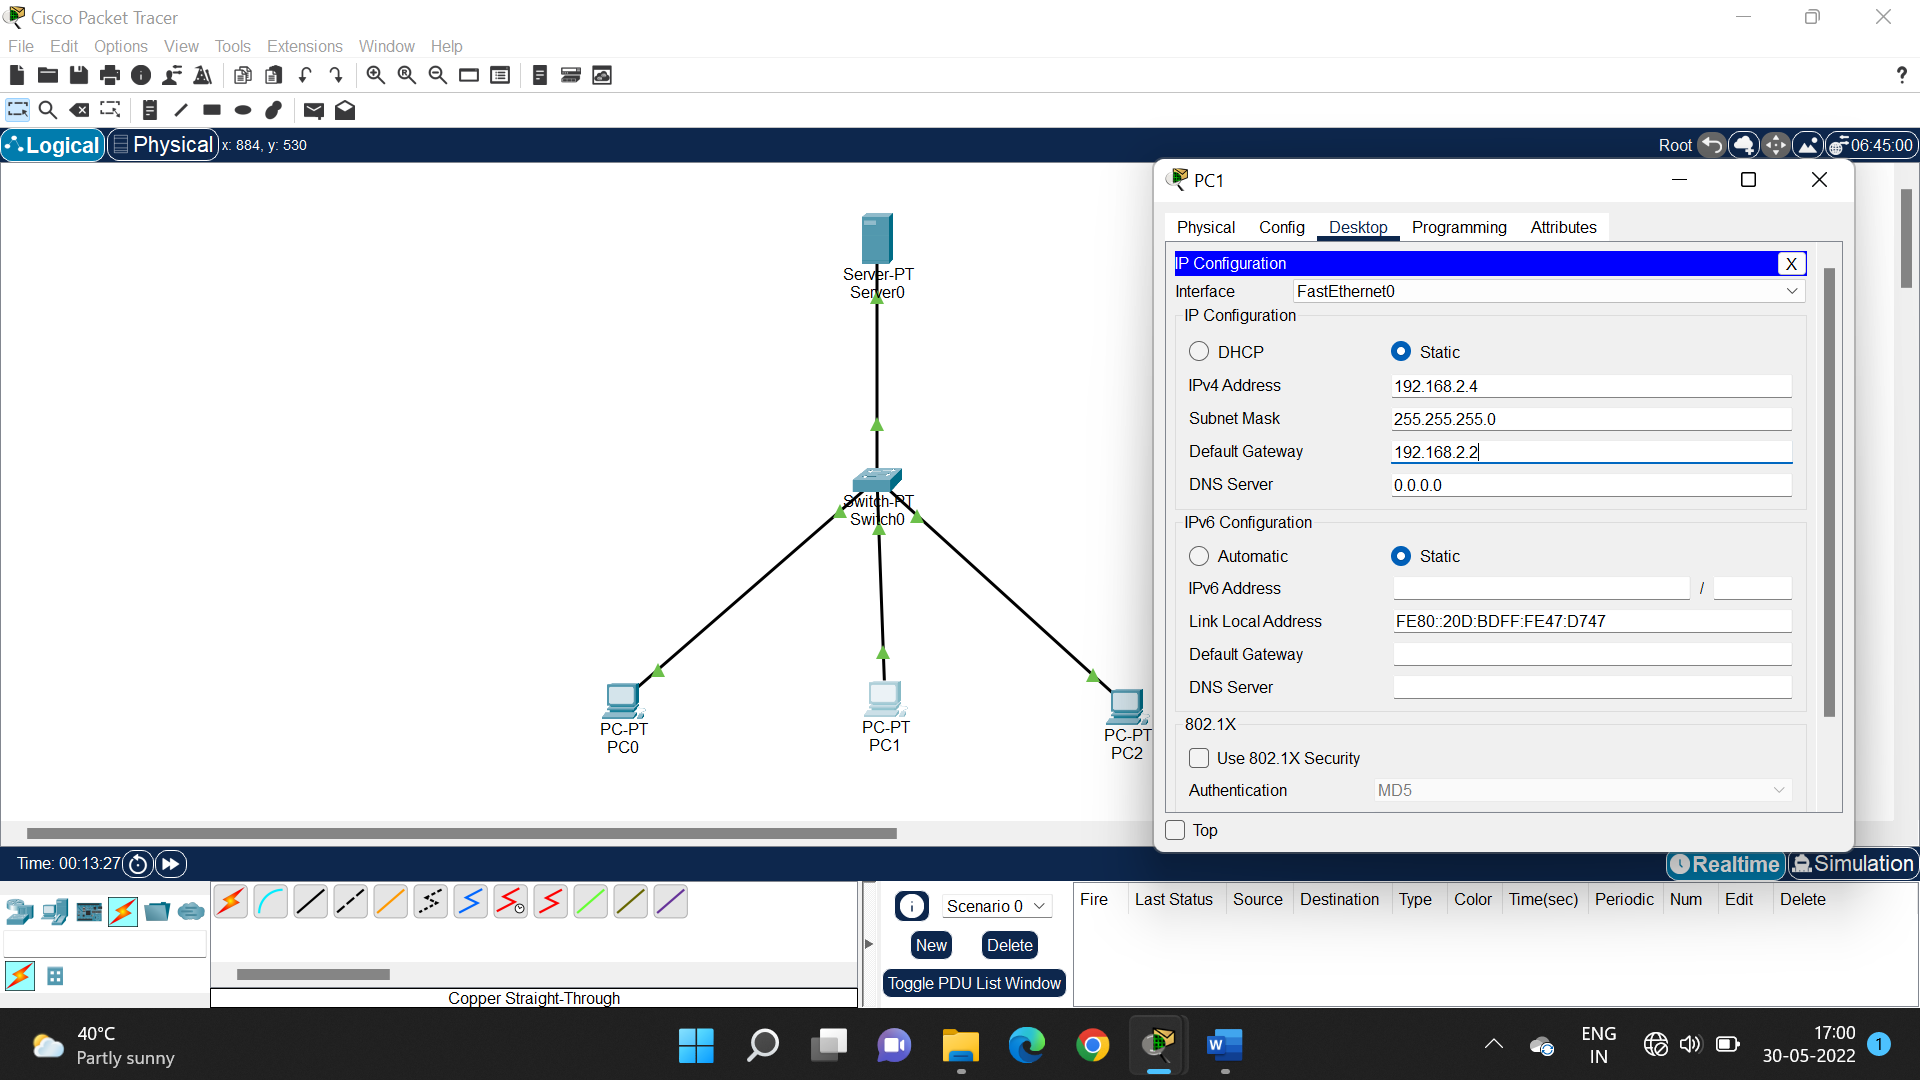 Cisco Packet Tracer
File Edit Options View Tools Extensions Window Help
?
Logical Physical x: 884, y: 530 Root 06:45:00
Server-PT
Server0
Switch-PT
Switch0
PC-PT
PC0
PC-PT
PC1
PC-PT
PC2
PC1
Physical Config Desktop Programming Attributes
IP Configuration X
Interface FastEthernet0
IP Configuration
DHCP Static
IPv4 Address 192.168.2.4
Subnet Mask 255.255.255.0
Default Gateway 192.168.2.2
DNS Server 0.0.0.0
IPv6 Configuration
Automatic Static
IPv6 Address /
Link Local Address FE80::20D:BDFF:FE47:D747
Default Gateway
DNS Server
802.1X
Use 802.1X Security
Authentication MD5
Top
Time: 00:13:27 Realtime Simulation
Scenario 0
New Delete
Toggle PDU List Window
Fire Last Status Source Destination Type Color Time(sec) Periodic Num Edit Delete
Copper Straight-Through
40°C
Partly sunny
ENG
IN
17:00
30-05-2022
1